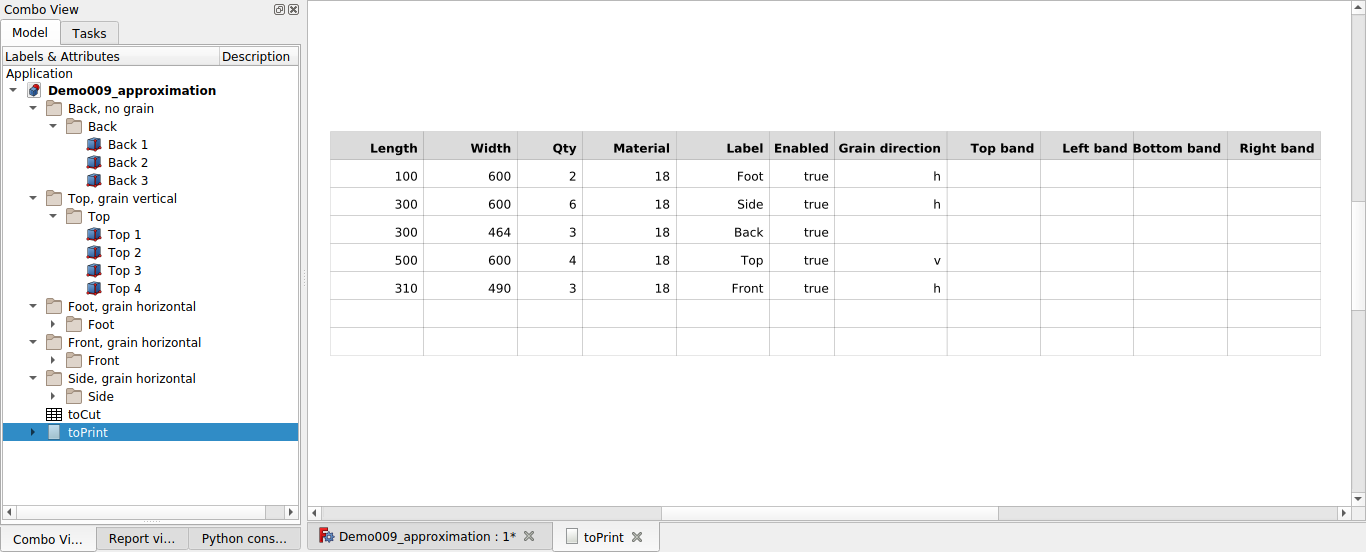 Combo View
Model Tasks
Labels & Attributes Description
Application
Demo009_approximation
Back, no grain
Back
Back 1
Back 2
Back 3
Top, grain vertical
Top
Top 1
Top 2
Top 3
Top 4
Foot, grain horizontal
Foot
Front, grain horizontal
Front
Side, grain horizontal
Side
toCut
toPrint
Combo Vi... Report vi... Python cons...
Length Width Qty Material Label Enabled Grain direction Top band Left band Bottom band Right band
100 600 2 18 Foot true h
300 600 6 18 Side true h
300 464 3 18 Back true
500 600 4 18 Top true v
310 490 3 18 Front true h
Demo009_approximation : 1* toPrint